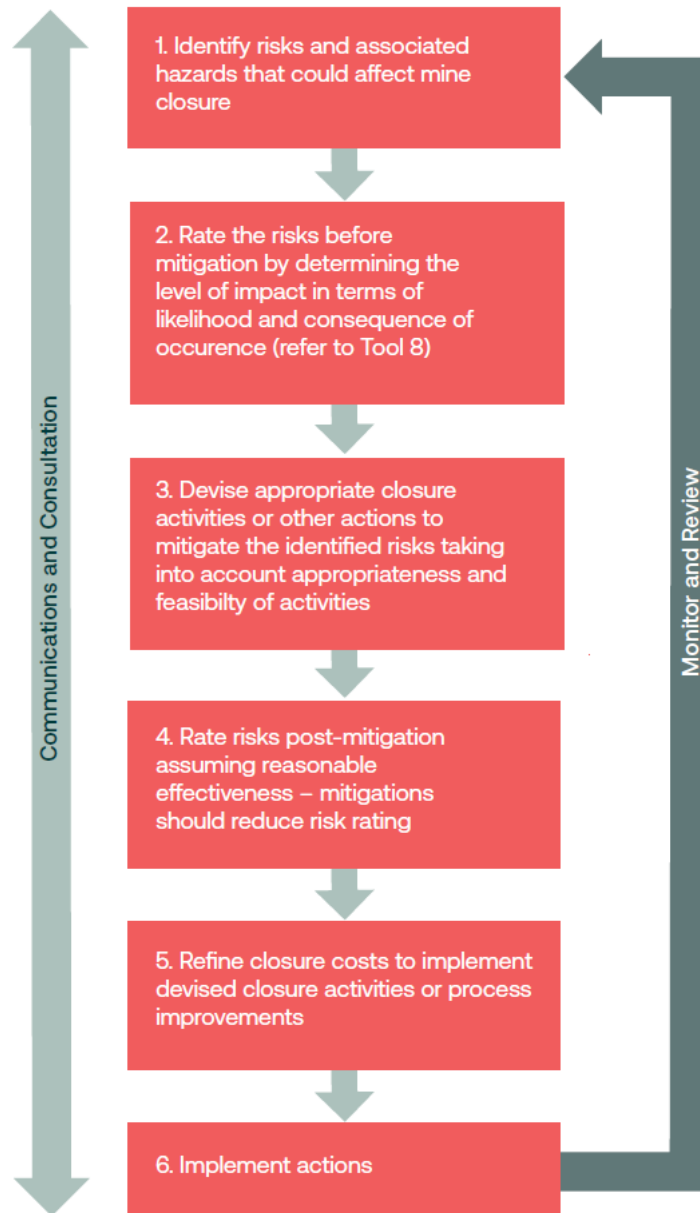 1. Identify risks and associated
hazards that could affect mine
closure
2. Rate the risks before
mitigation by determining the
level of impact in terms of
likelihood and consequence of
occurence (refer to Tool 8)
3. Devise appropriate closure
activities or other actions to
mitigate the identified risks taking
into account appropriateness and
feasibilty of activities
4. Rate risks post-mitigation
assuming reasonable
effectiveness – mitigations
should reduce risk rating
5. Refine closure costs to implement
devised closure activities or process
improvements
6. Implement actions
Communications and Consultation
Monitor and Review